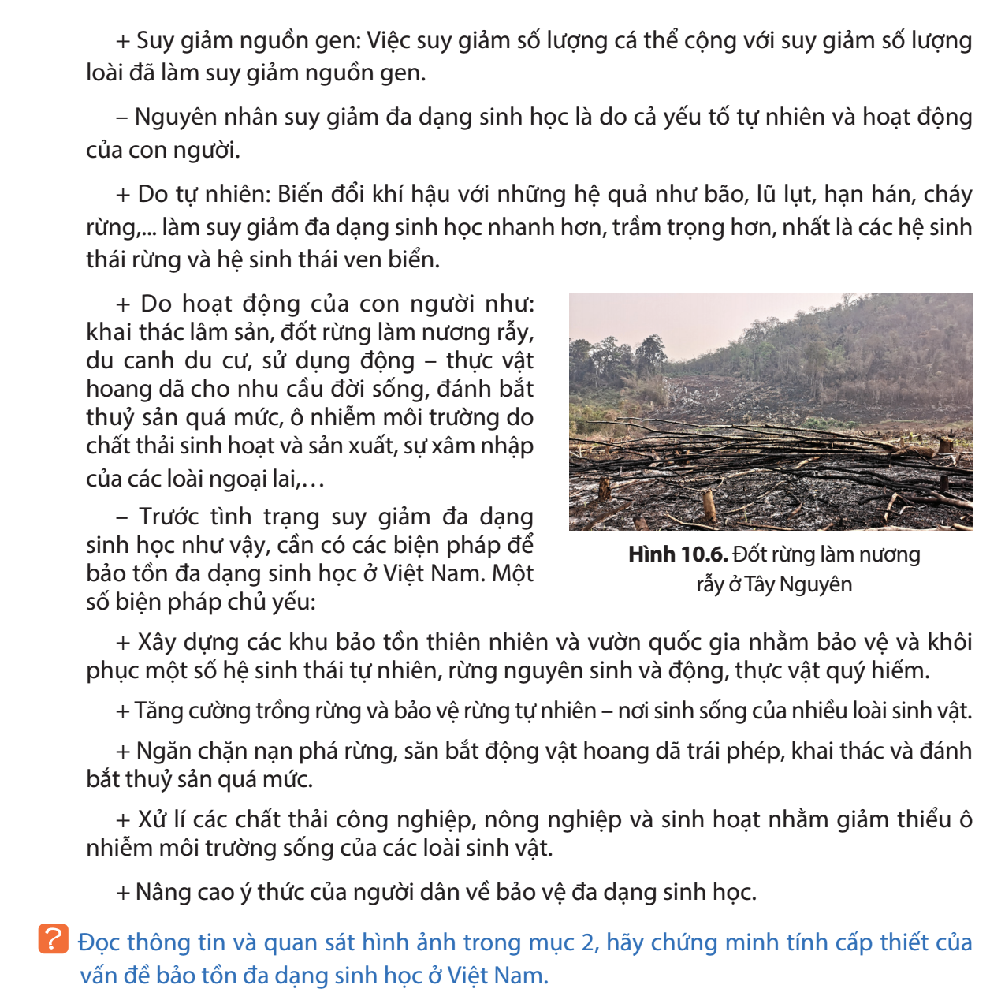 + Suy giảm nguồn gen: Việc suy giảm số lượng cá thể cộng với suy giảm số lượng
loài đã làm suy giảm nguồn gen.
– Nguyên nhân suy giảm đa dạng sinh học là do cả yếu tố tự nhiên và hoạt động
của con người.
+ Do tự nhiên: Biến đổi khí hậu với những hệ quả như bão, lũ lụt, hạn hán, cháy
rừng,... làm suy giảm đa dạng sinh học nhanh hơn, trầm trọng hơn, nhất là các hệ sinh
thái rừng và hệ sinh thái ven biển.
+ Do hoạt động của con người như:
khai thác lâm sản, đốt rừng làm nương rẫy,
du canh du cư, sử dụng động – thực vật
hoang dã cho nhu cầu đời sống, đánh bắt
thuỷ sản quá mức, ô nhiễm môi trường do
chất thải sinh hoạt và sản xuất, sự xâm nhập
của các loài ngoại lai,…
– Trước tình trạng suy giảm đa dạng
sinh học như vậy, cần có các biện pháp để
bảo tồn đa dạng sinh học ở Việt Nam. Một
số biện pháp chủ yếu:
Hình 10.6. Đốt rừng làm nương
rẫy ở Tây Nguyên
+ Xây dựng các khu bảo tồn thiên nhiên và vườn quốc gia nhằm bảo vệ và khôi
phục một số hệ sinh thái tự nhiên, rừng nguyên sinh và động, thực vật quý hiếm.
+ Tăng cường trồng rừng và bảo vệ rừng tự nhiên – nơi sinh sống của nhiều loài sinh vật.
+ Ngăn chặn nạn phá rừng, săn bắt động vật hoang dã trái phép, khai thác và đánh
bắt thuỷ sản quá mức.
+ Xử lí các chất thải công nghiệp, nông nghiệp và sinh hoạt nhằm giảm thiểu ô
nhiễm môi trường sống của các loài sinh vật.
+ Nâng cao ý thức của người dân về bảo vệ đa dạng sinh học.
? Đọc thông tin và quan sát hình ảnh trong mục 2, hãy chứng minh tính cấp thiết của
vấn đề bảo tồn đa dạng sinh học ở Việt Nam.